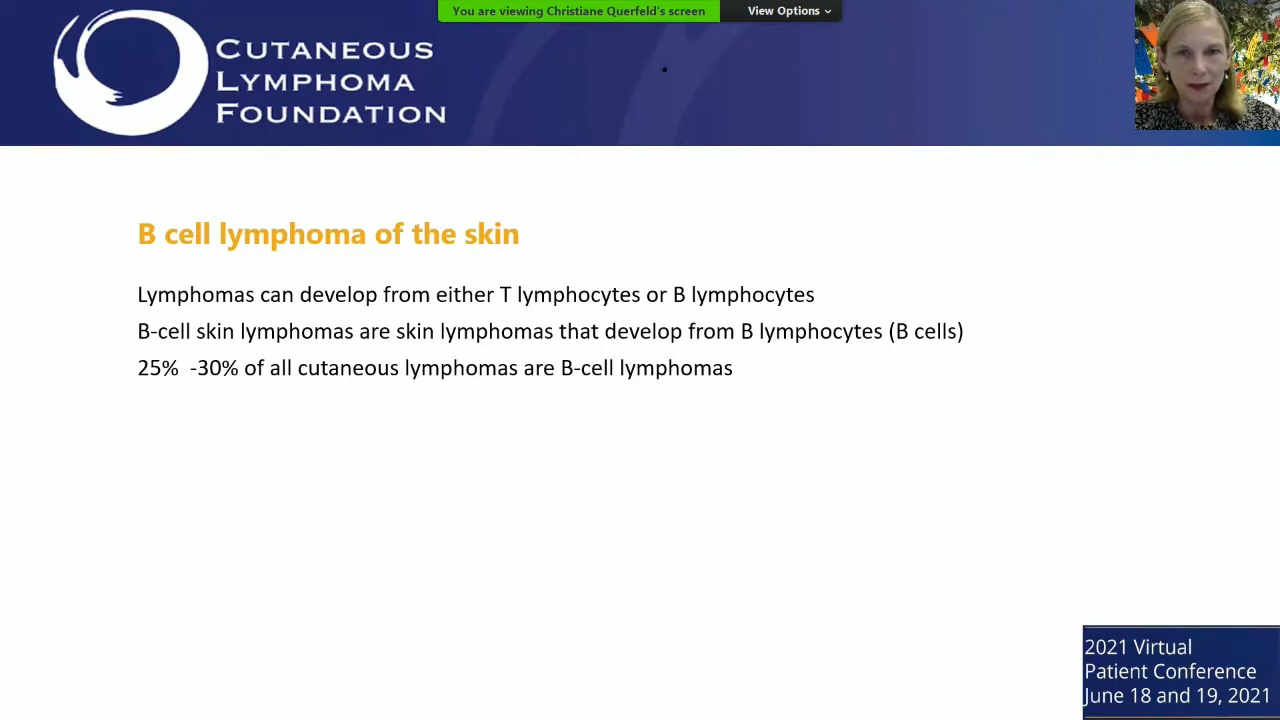 You are viewing Christiane Querfeld's screen
View Options
CUTANEOUS
LYMPHOMA
FOUNDATION
B cell lymphoma of the skin
Lymphomas can develop from either T lymphocytes or B lymphocytes
B-cell skin lymphomas are skin lymphomas that develop from B lymphocytes (B cells)
25%  -30% of all cutaneous lymphomas are B-cell lymphomas
2021 Virtual
Patient Conference
June 18 and 19, 2021